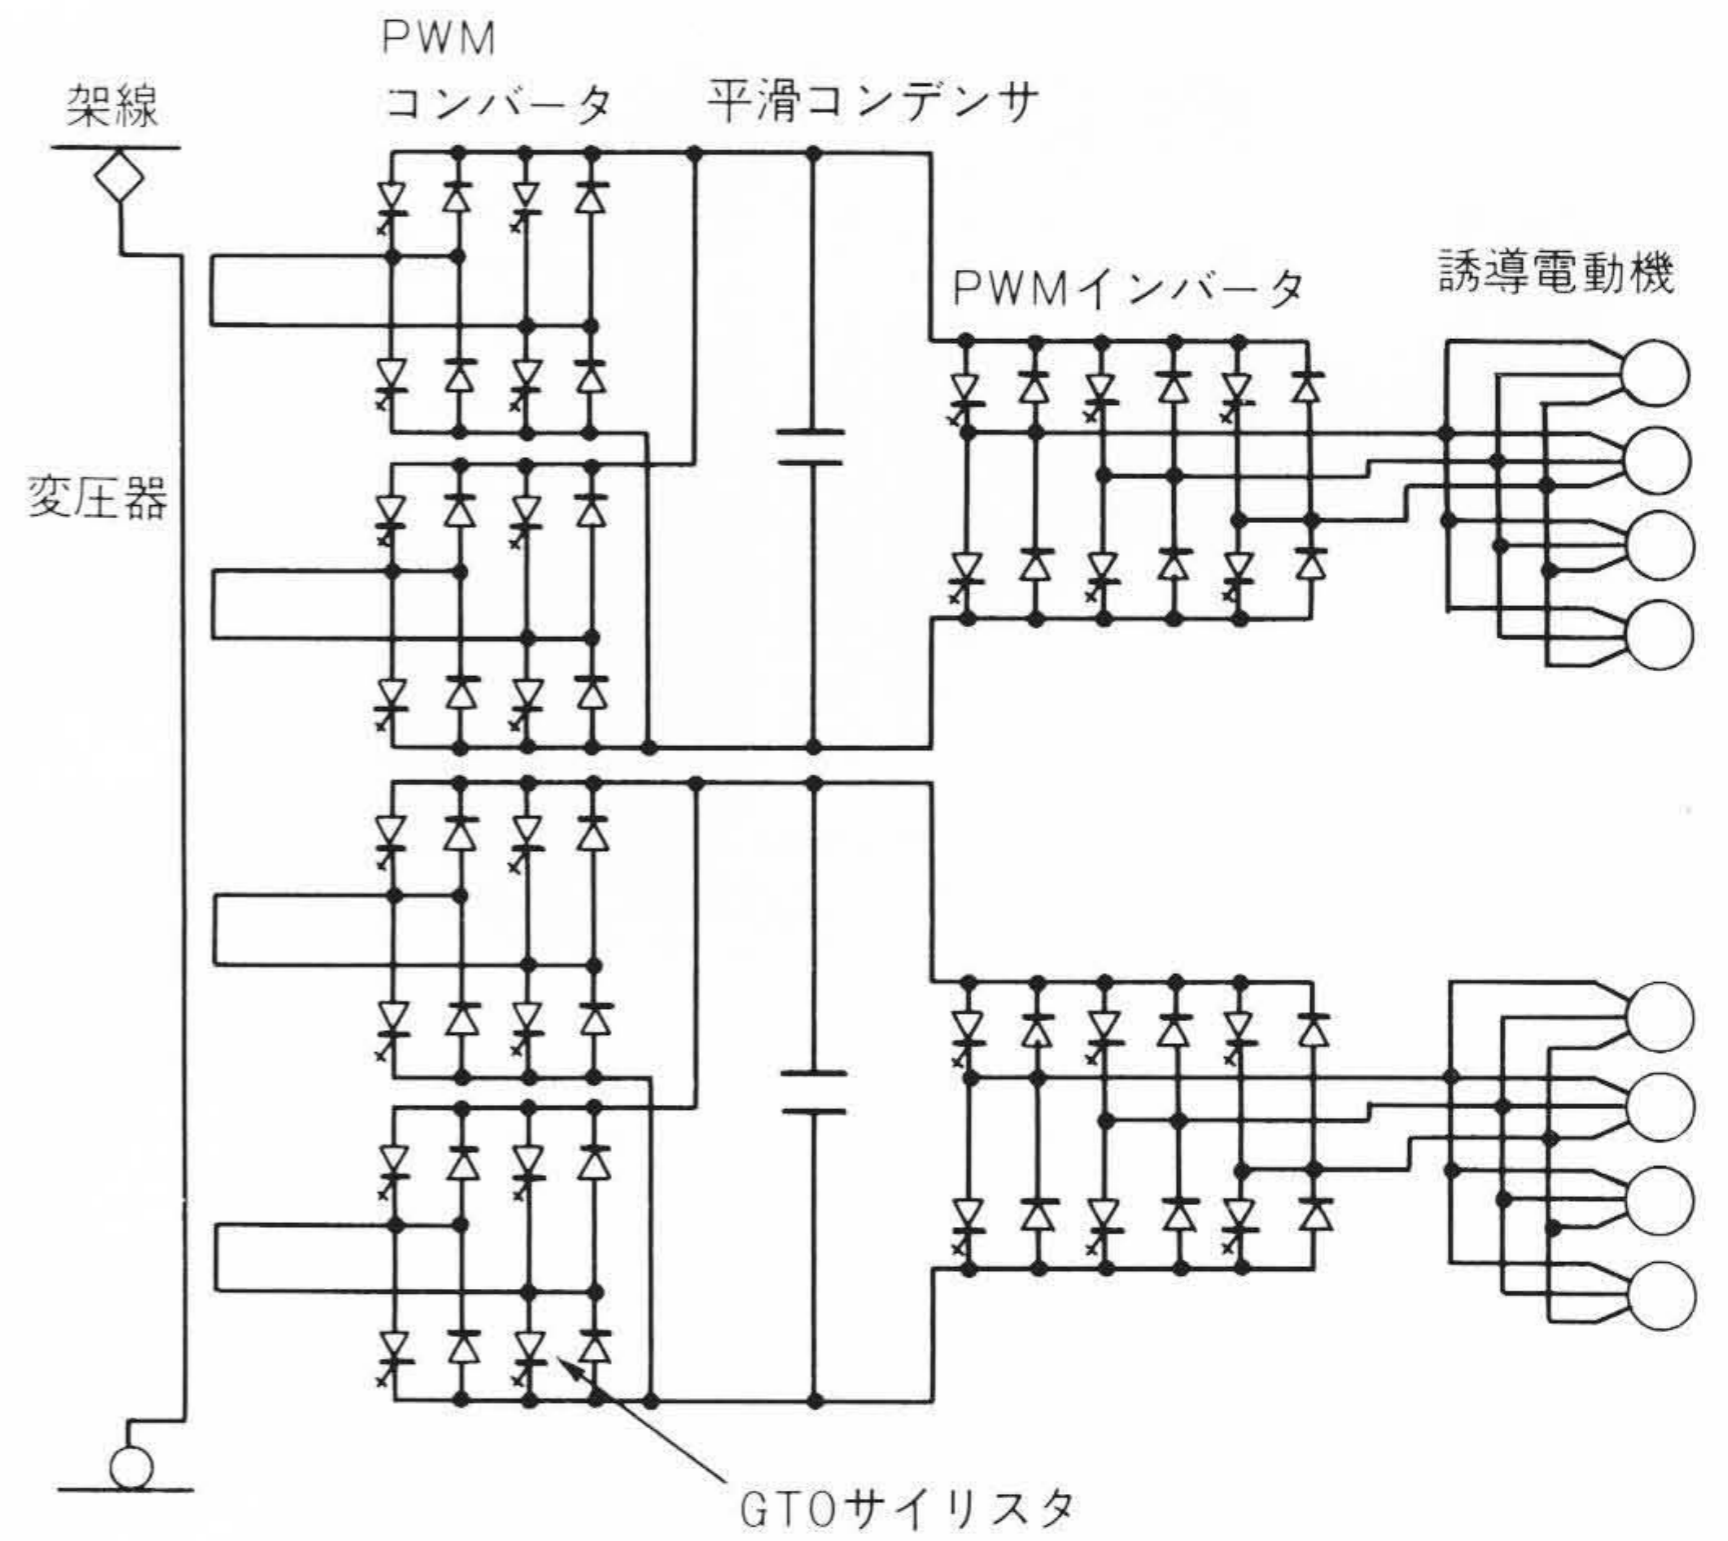 PWM
コンバータ
平滑コンデンサ
架線
PWMインバータ
誘導電動機
変圧器
GTOサイリスタ